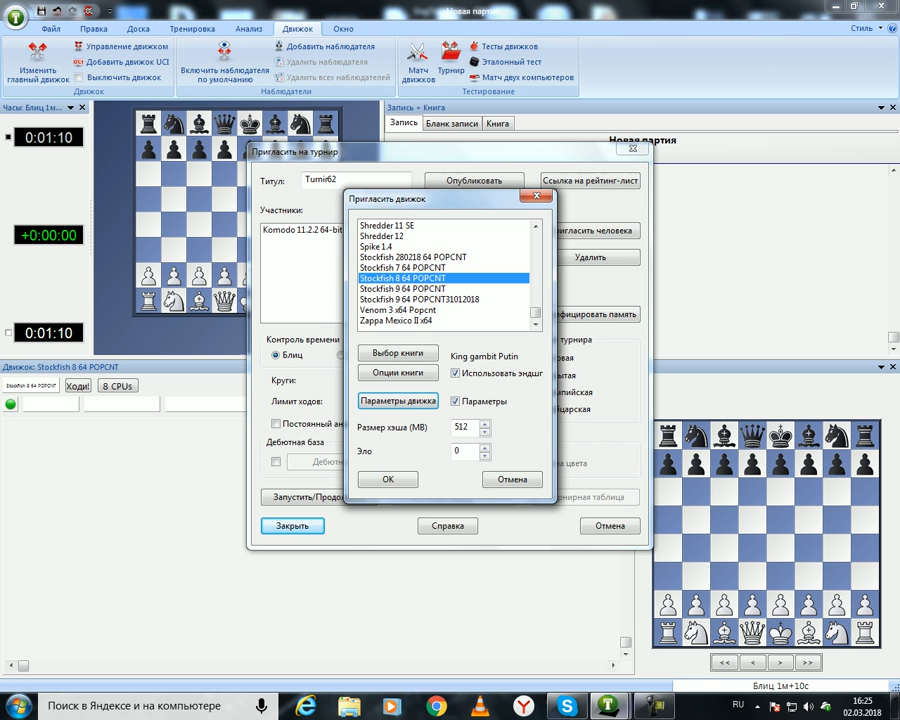 Новая партия
Файл Правка Доска Тренировка Анализ Движок Окно
Стиль
Изменить главный движок
Управление движком
Добавить движок UCI
Выключить движок
Движок
Включить наблюдателя по умолчанию
Добавить наблюдателя
Удалить наблюдателя
Удалить всех наблюдателей
Наблюдатели
Матч движков
Турнир
Тесты движков
Эталонный тест
Матч двух компьютеров
Тестирование
Часы: Блиц 1м...
0:01:10
+0:00:00
0:01:10
Запись + Книга
Запись Бланк записи Книга
Новая партия
Пригласить на турнир
Титул: Turnir62 Опубликовать Ссылка на рейтинг-лист
Участники:
Komodo 11.2.2 64-bit
гласить человека
Удалить
фицировать память
Контроль времени
Блиц
турнира
Круги:
Лимит ходов:
Постоянный ан
Дебютная база
Дебютн
на цвета
Запустить/Продол
рнирная таблица
Закрыть Справка Отмена
Пригласить движок
Shredder 11 SE
Shredder 12
Spike 1.4
Stockfish 280218 64 POPCNT
Stockfish 7 64 POPCNT
Stockfish 8 64 POPCNT
Stockfish 9 64 POPCNT
Stockfish 9 64 POPCNT31012018
Venom 3 x64 Popcnt
Zappa Mexico II x64
Выбор книги King gambit Putin
Опции книги Использовать эндшг
Параметры движка Параметры
Размер хэша (MB) 512
Эло 0
OK Отмена
Движок: Stockfish 8 64 POPCNT
Stockfish 8 64 POPCNT Ходи! 8 CPUs
<< < > >>
Блиц 1м+10с
Поиск в Яндексе и на компьютере
RU
16:25
02.03.2018